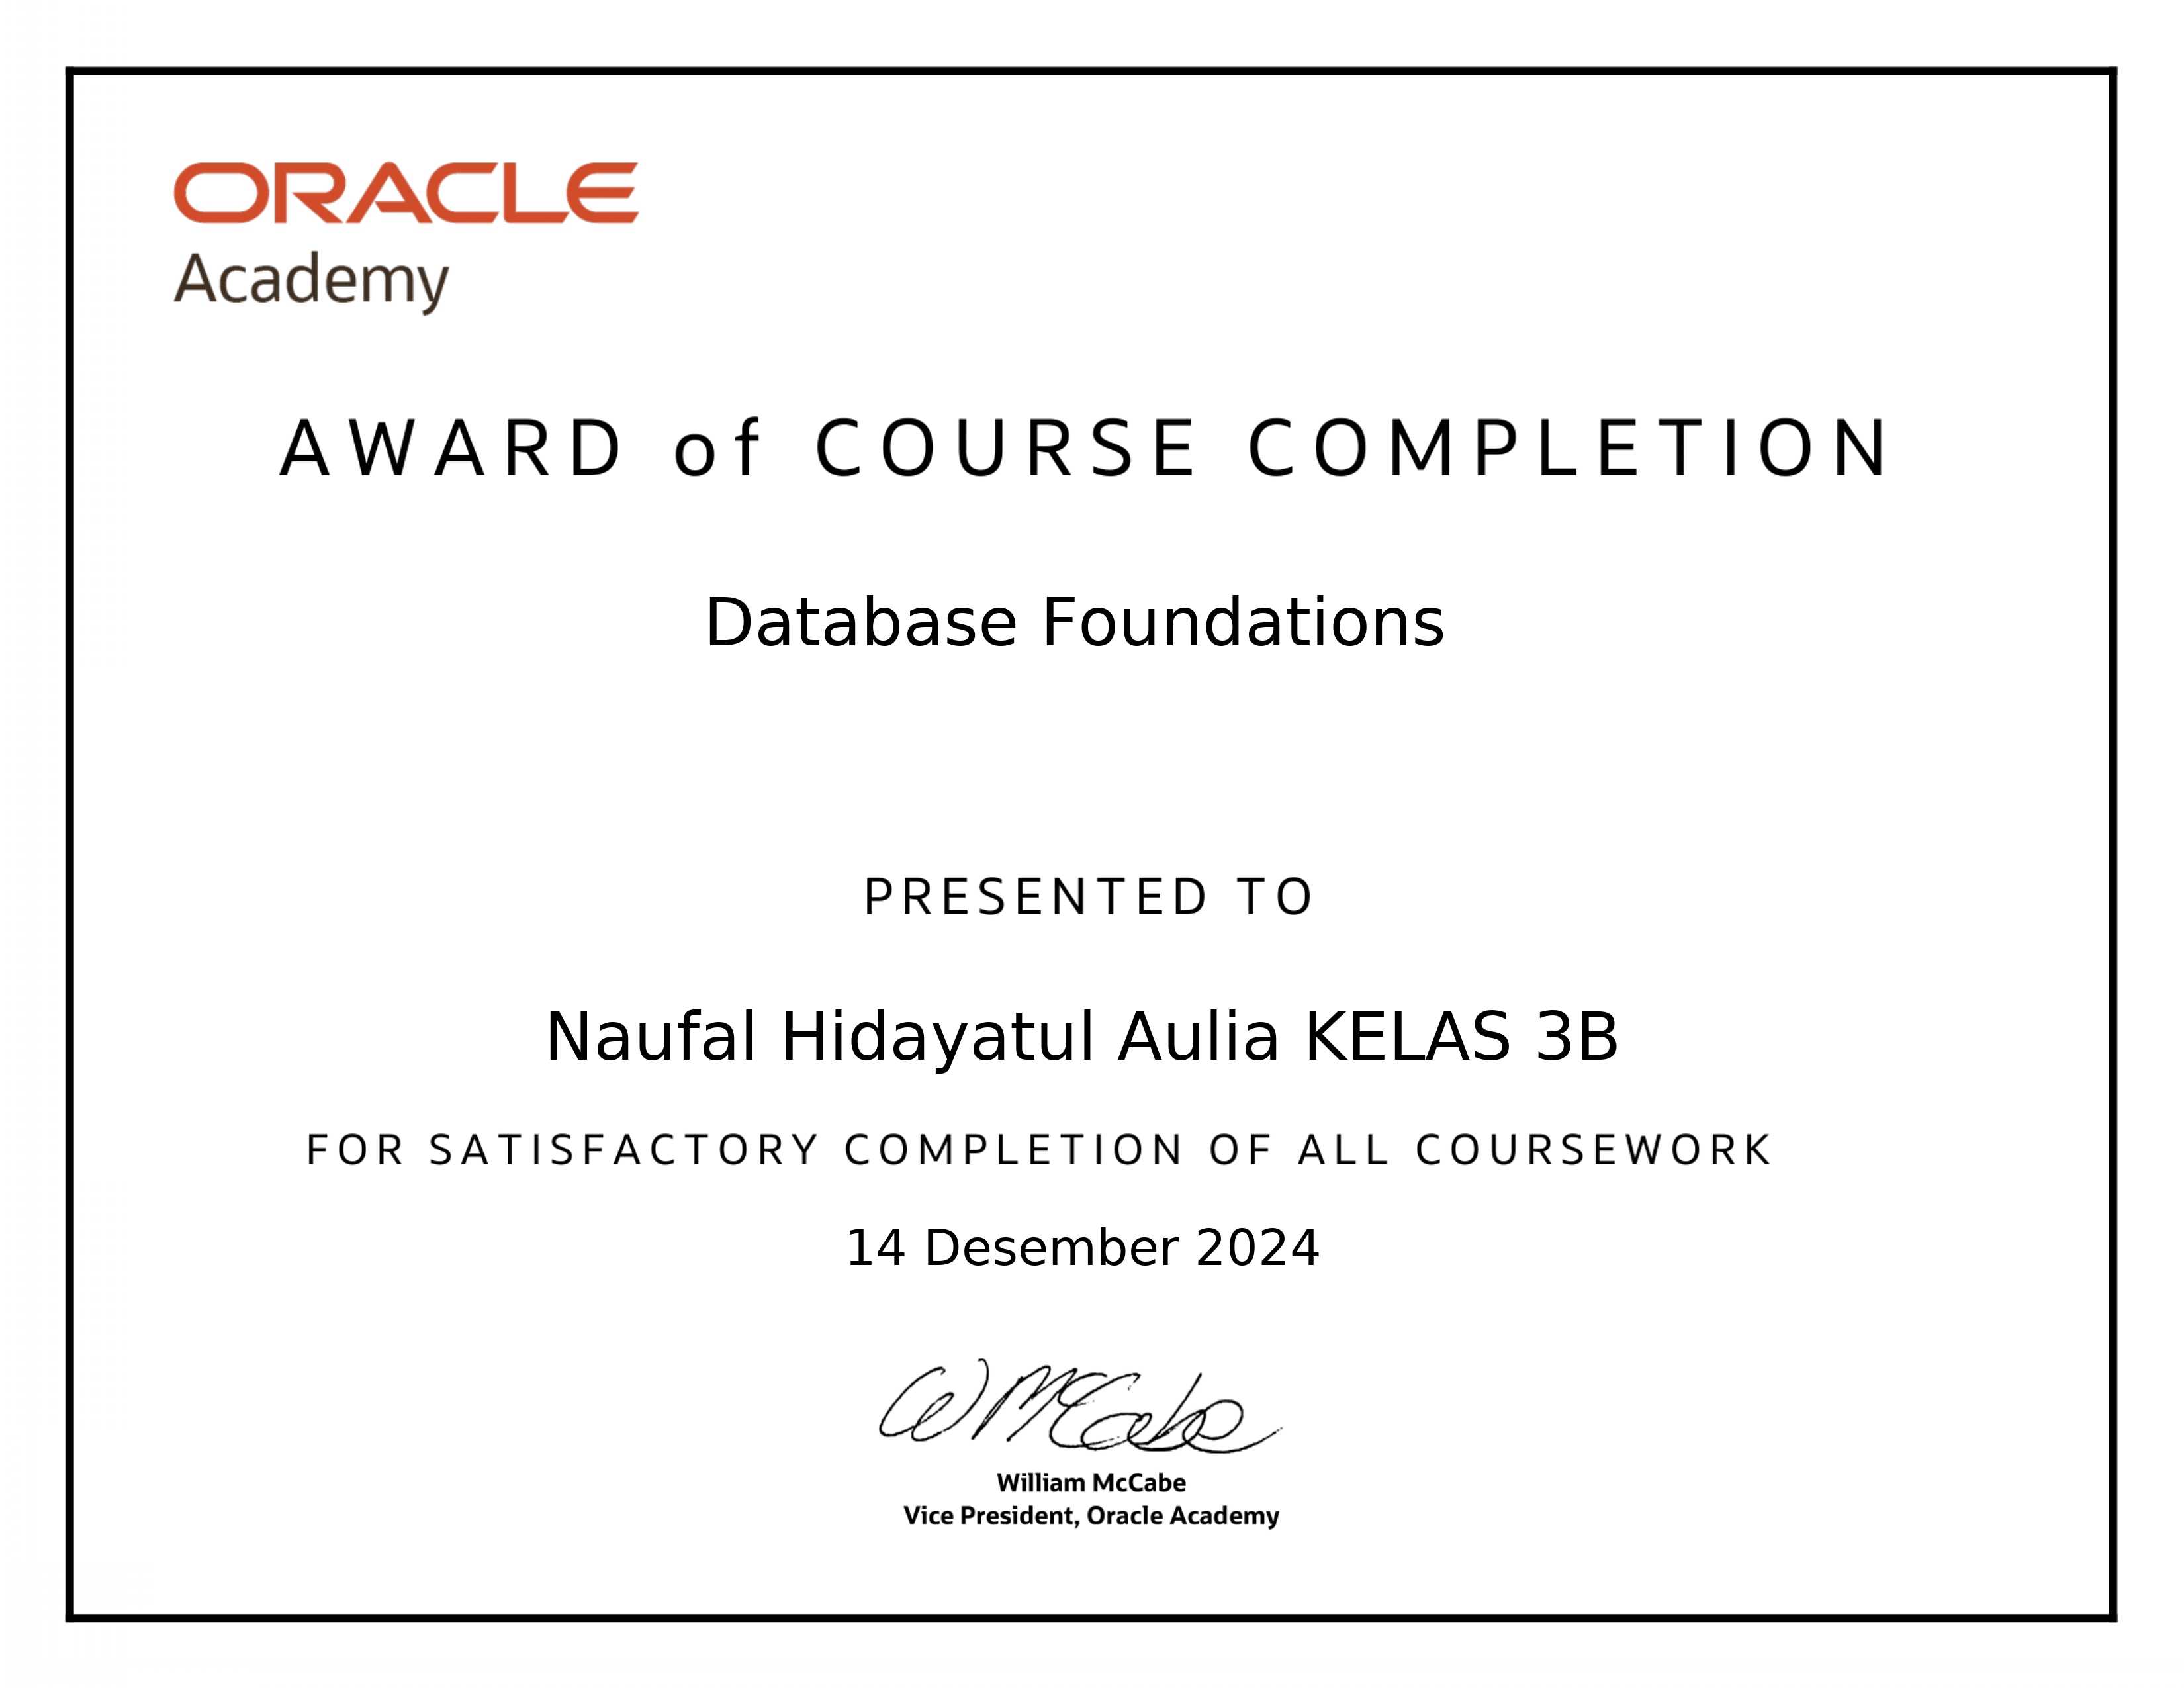 ORACLE
Academy
AWARD of COURSE COMPLETION
Database Foundations
PRESENTED TO
Naufal Hidayatul Aulia KELAS 3B
FOR SATISFACTORY COMPLETION OF ALL COURSEWORK
14 Desember 2024
W McCabe
William McCabe
Vice President, Oracle Academy